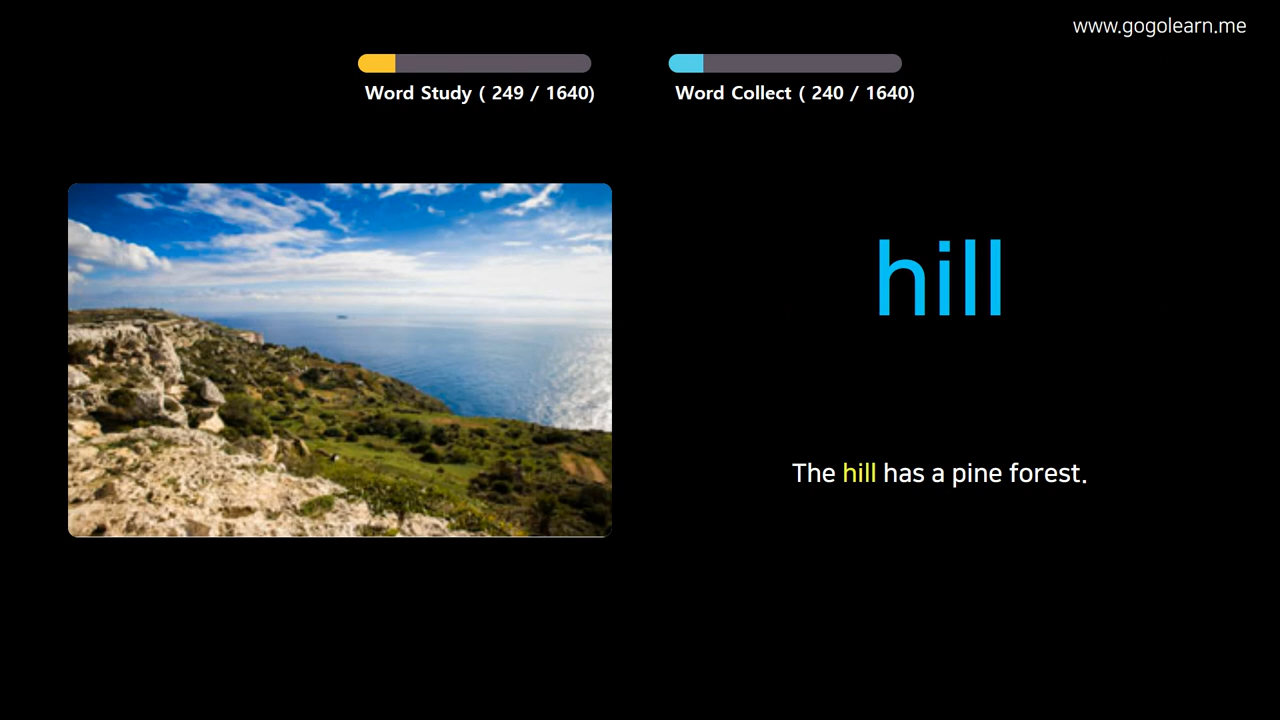 www.gogolearn.me
Word Study ( 249 / 1640)
Word Collect ( 240 / 1640)
hill
The hill has a pine forest.